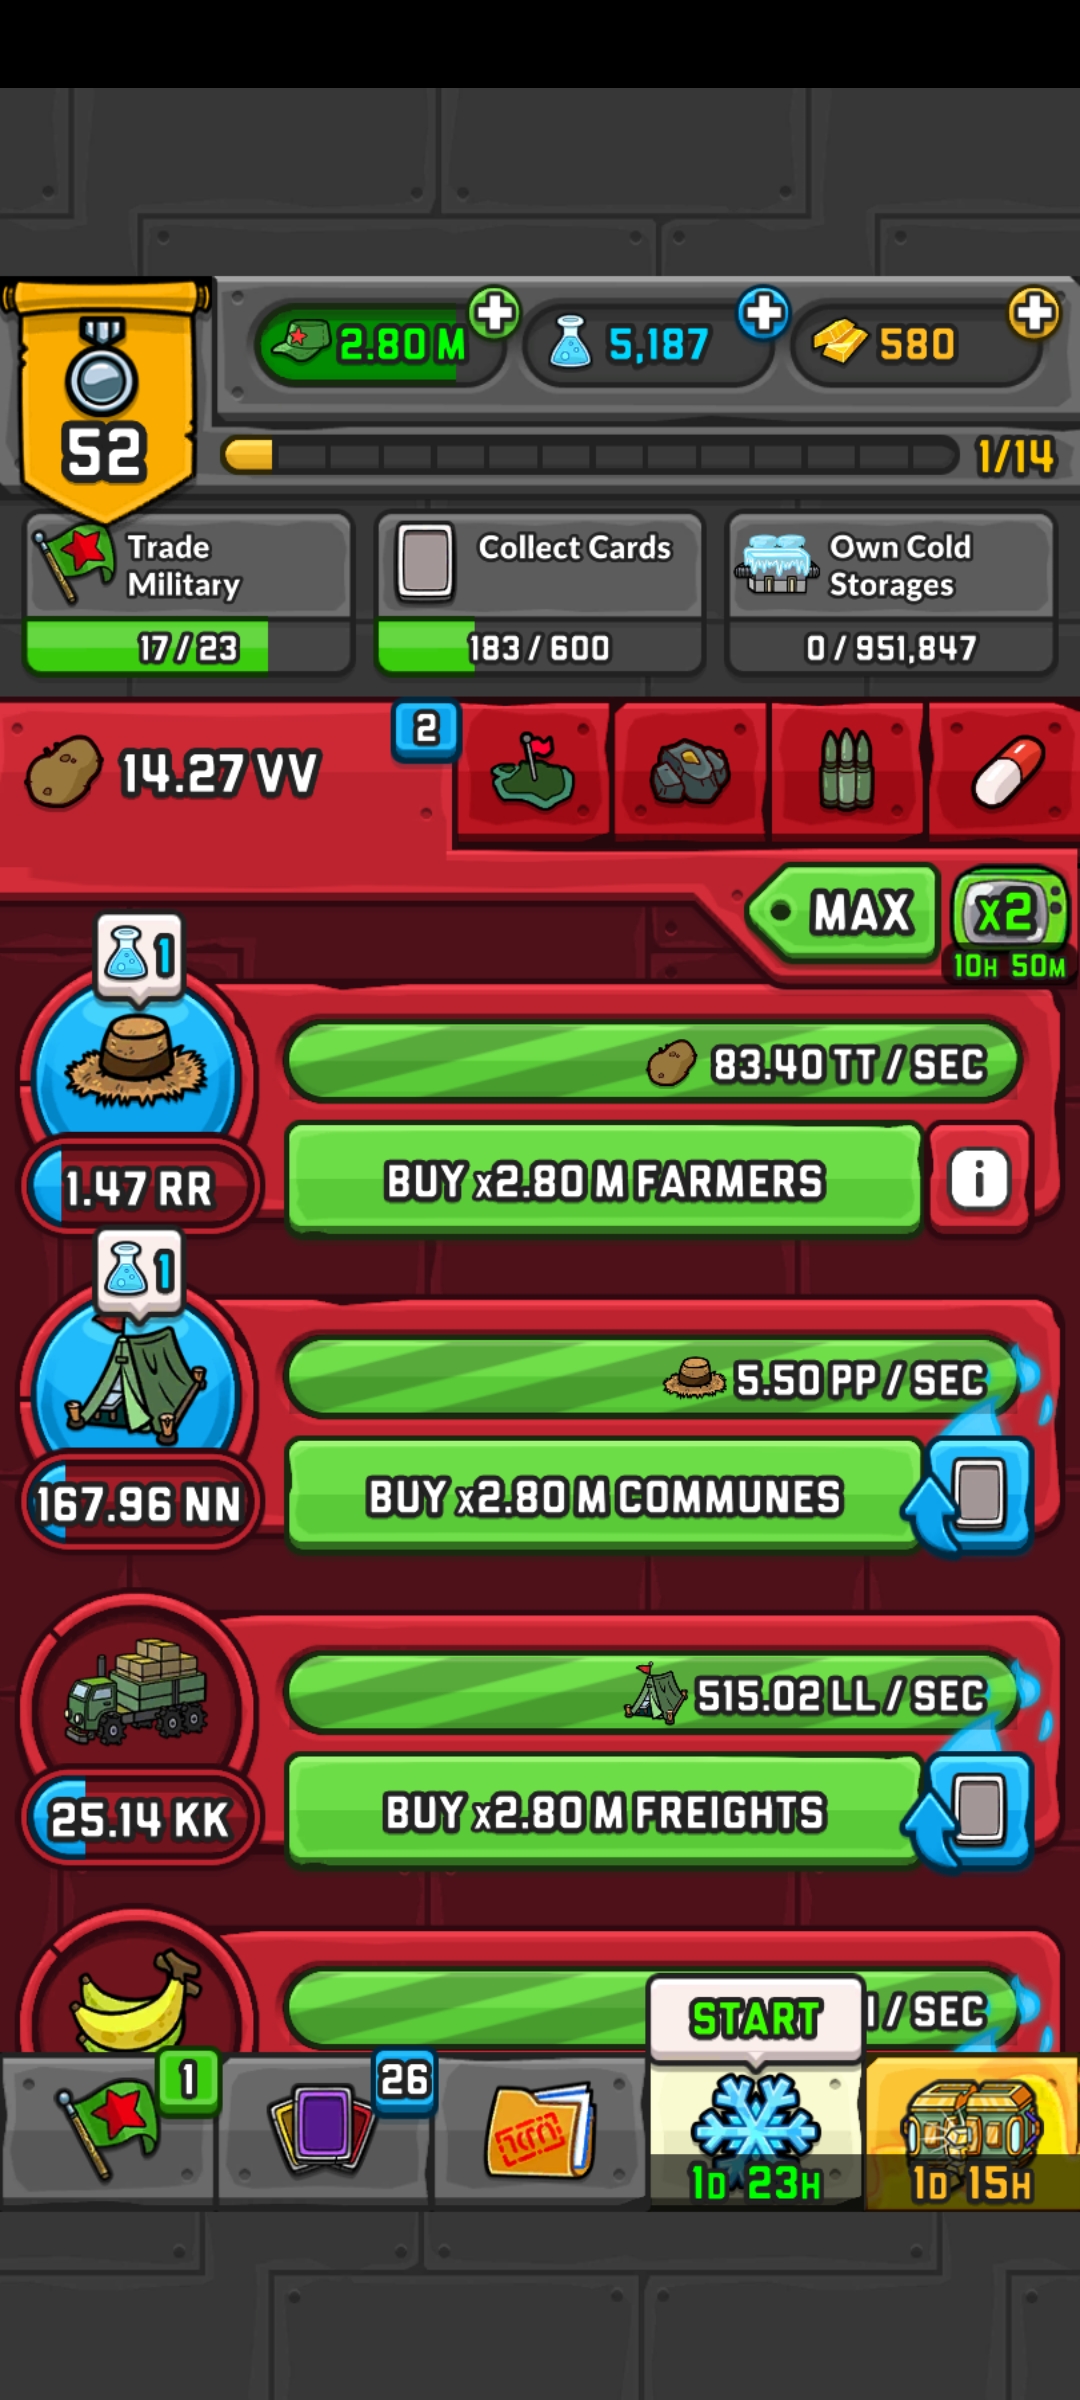 2.80 M
5,187
580
52
1/14
Trade
Military
17/23
Collect Cards
183/600
Own Cold
Storages
0/951,847
14.27 VV
2
MAX
x2
10H 50M
1
83.40 TT/SEC
1.47 RR
BUY x2.80 M FARMERS
i
1
5.50 PP/SEC
167.96 NN
BUY x2.80 M COMMUNES
515.02 LL/SEC
25.14 KK
BUY x2.80 M FREIGHTS
/SEC
START
1
26
1D 23H
1D 15H